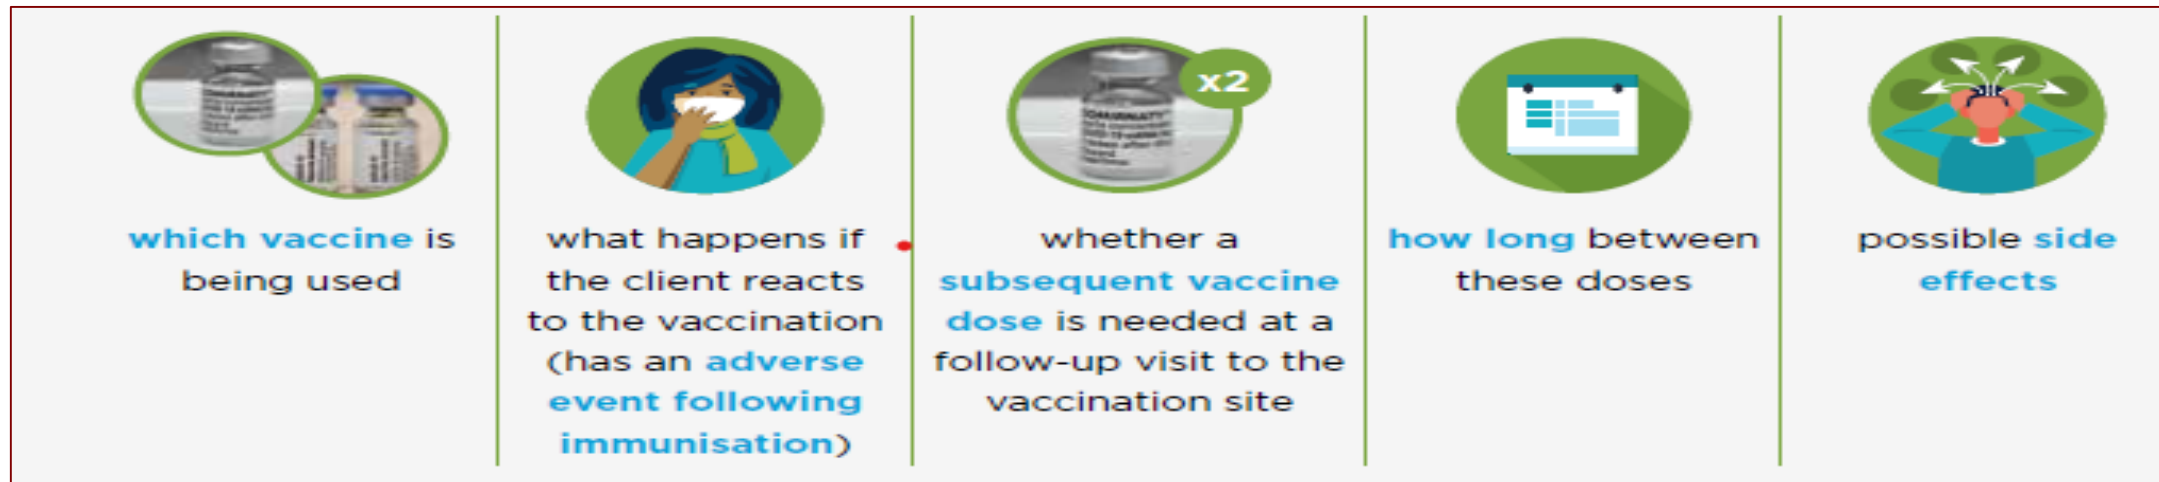 which vaccine is
being used
what happens if
the client reacts
to the vaccination
(has an adverse
event following
immunisation)
x2
whether a
subsequent vaccine
dose is needed at a
follow-up visit to the
vaccination site
how long between
these doses
possible side
effects